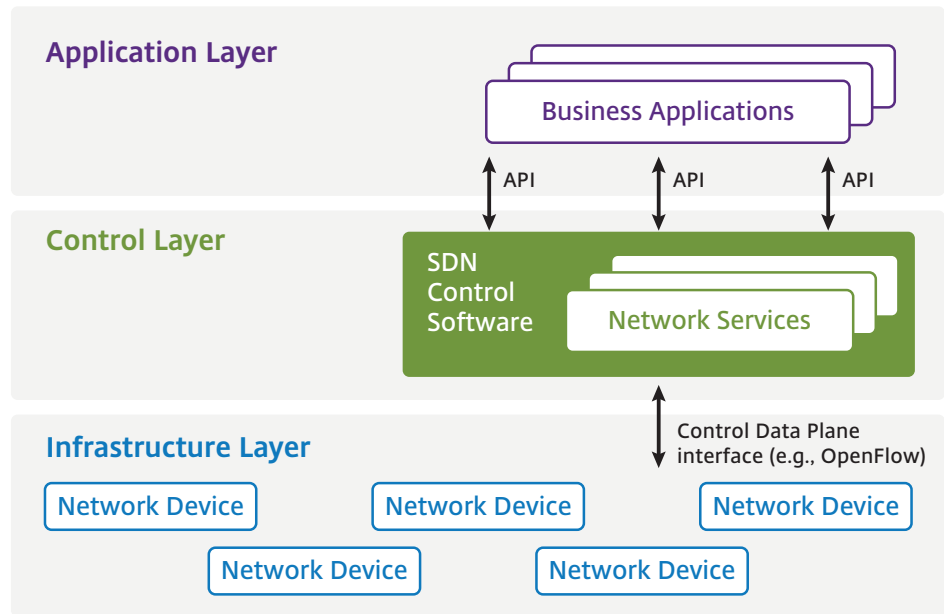 Application Layer
Business Applications
API
API
API
Control Layer
SDN
Control
Software
Network Services
Control Data Plane
interface (e.g., OpenFlow)
Infrastructure Layer
Network Device
Network Device
Network Device
Network Device
Network Device